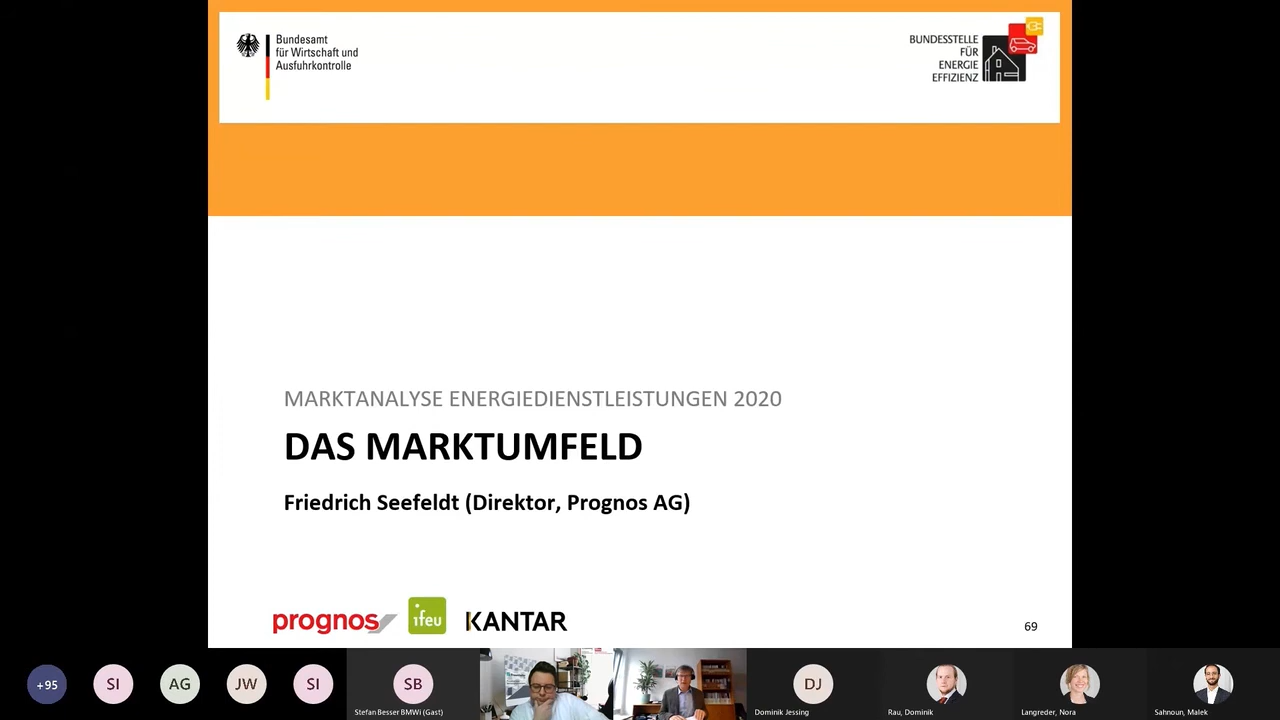 Bundesamt
für Wirtschaft und
Ausfuhrkontrolle
BUNDESSTELLE
FÜR
ENERGIE
EFFIZIENZ
MARKTANALYSE ENERGIEDIENSTLEISTUNGEN 2020
DAS MARKTUMFELD
Friedrich Seefeldt (Direktor, Prognos AG)
prognos ifeu KANTAR
69
+95 SI AG JW SI SB DJ
Stefan Besser BMWi (Gast) Dominik Jessing Rau, Dominik Langreder, Nora Sahnoun, Malek